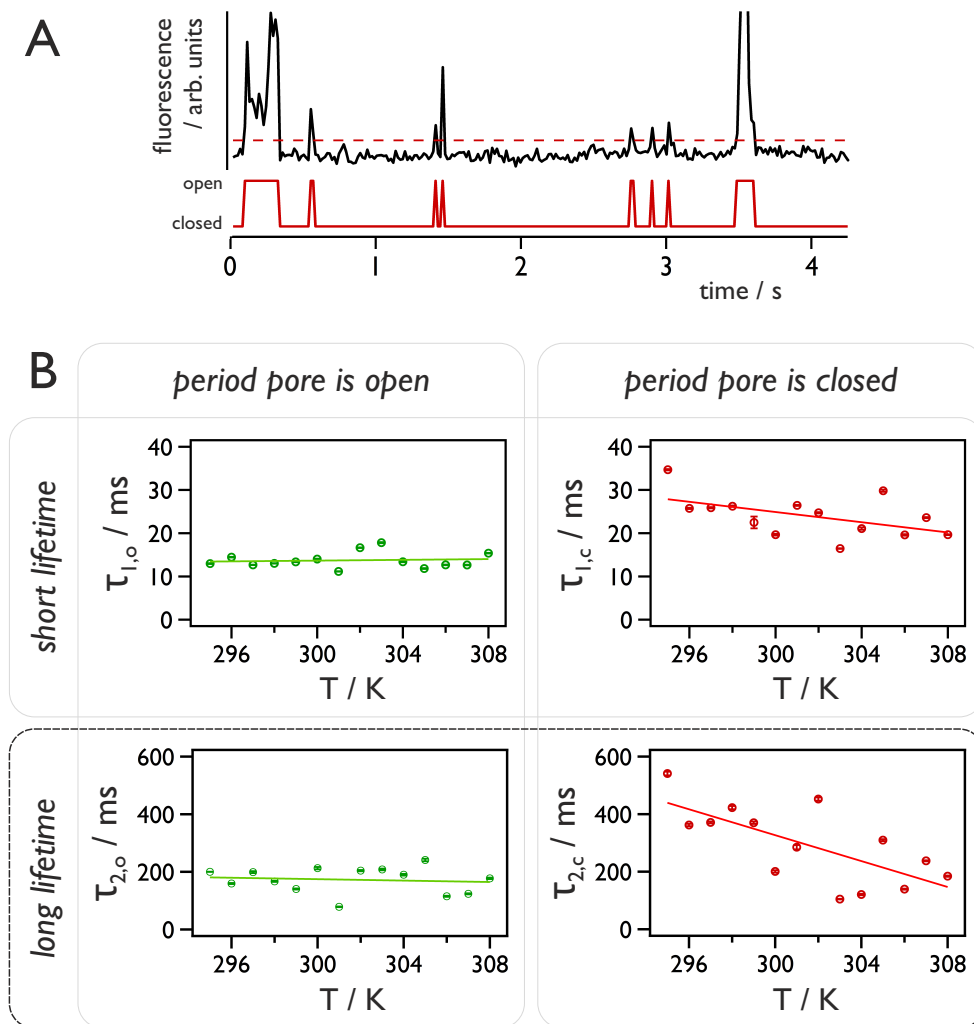 A
fluorescence
/ arb. units
open
closed
0 1 2 3 4
time / s
B
period pore is open
period pore is closed
short lifetime
τ1,o / ms
40
30
20
10
0
296 300 304 308
T / K
τ1,c / ms
40
30
20
10
0
296 300 304 308
T / K
long lifetime
τ2,o / ms
600
400
200
0
296 300 304 308
T / K
τ2,c / ms
600
400
200
0
296 300 304 308
T / K